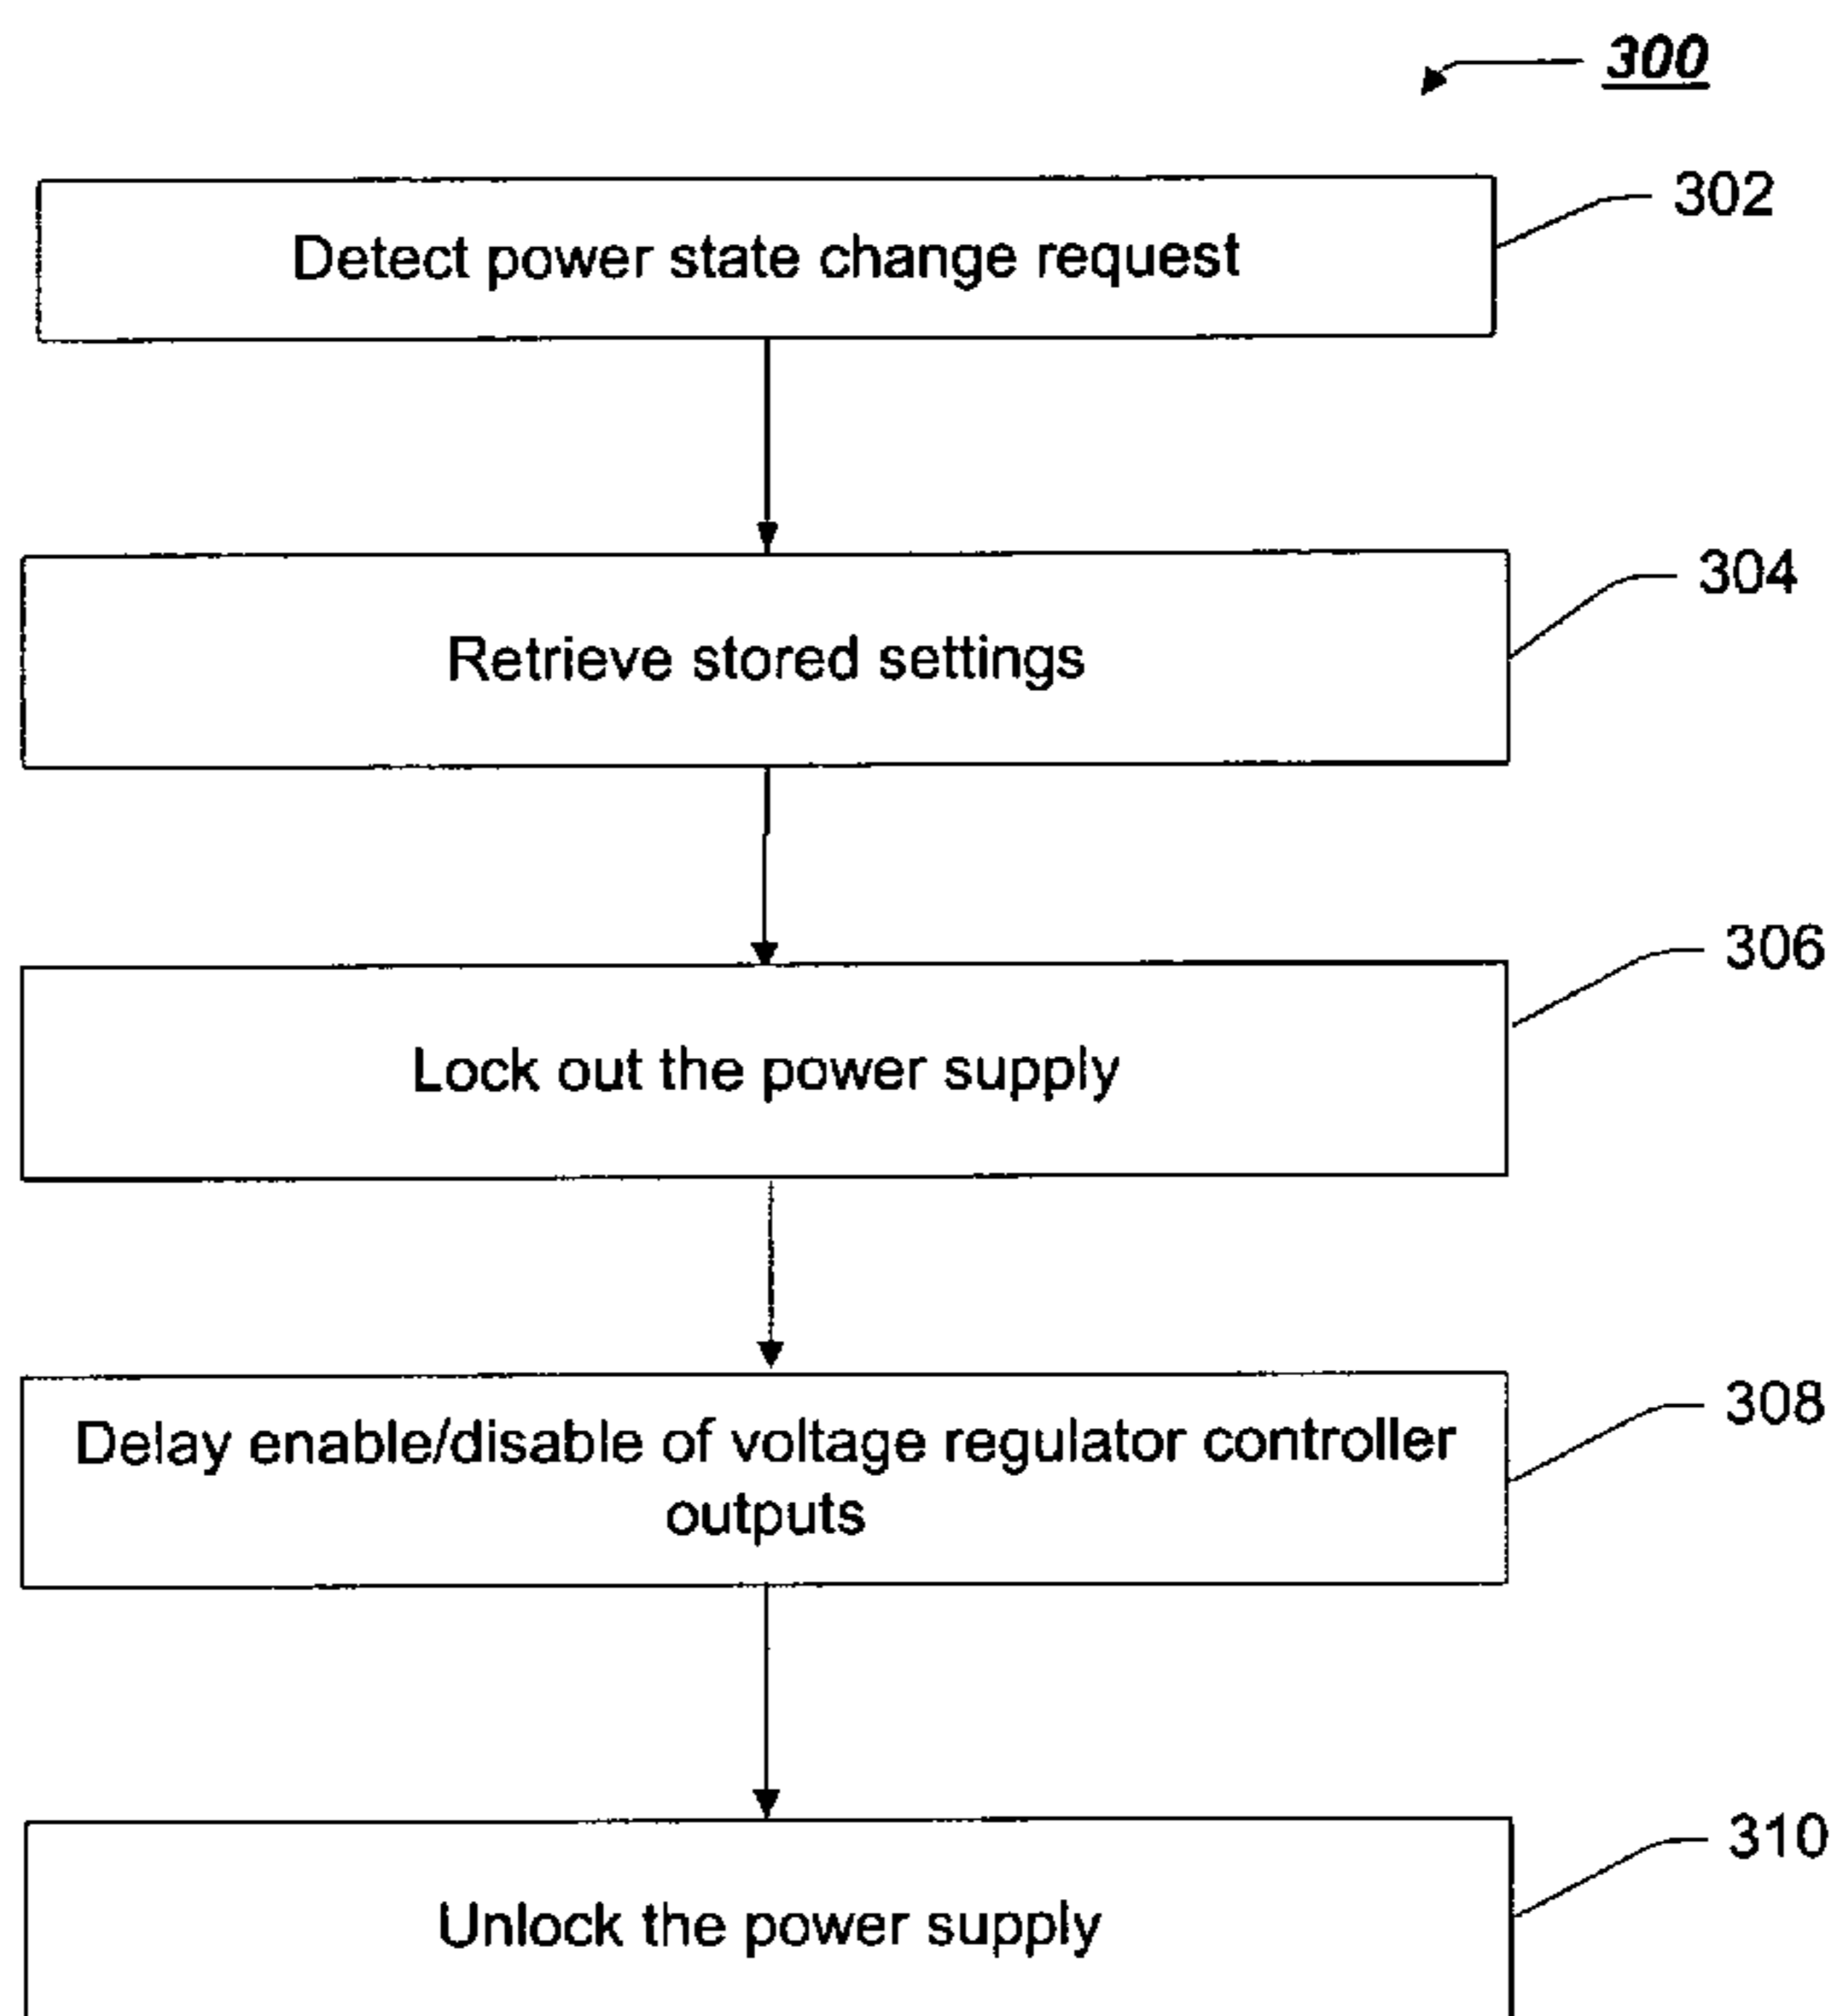 300
302
Detect power state change request
304
Retrieve stored settings
306
Lock out the power supply
308
Delay enable/disable of voltage regulator controller
outputs
310
Unlock the power supply